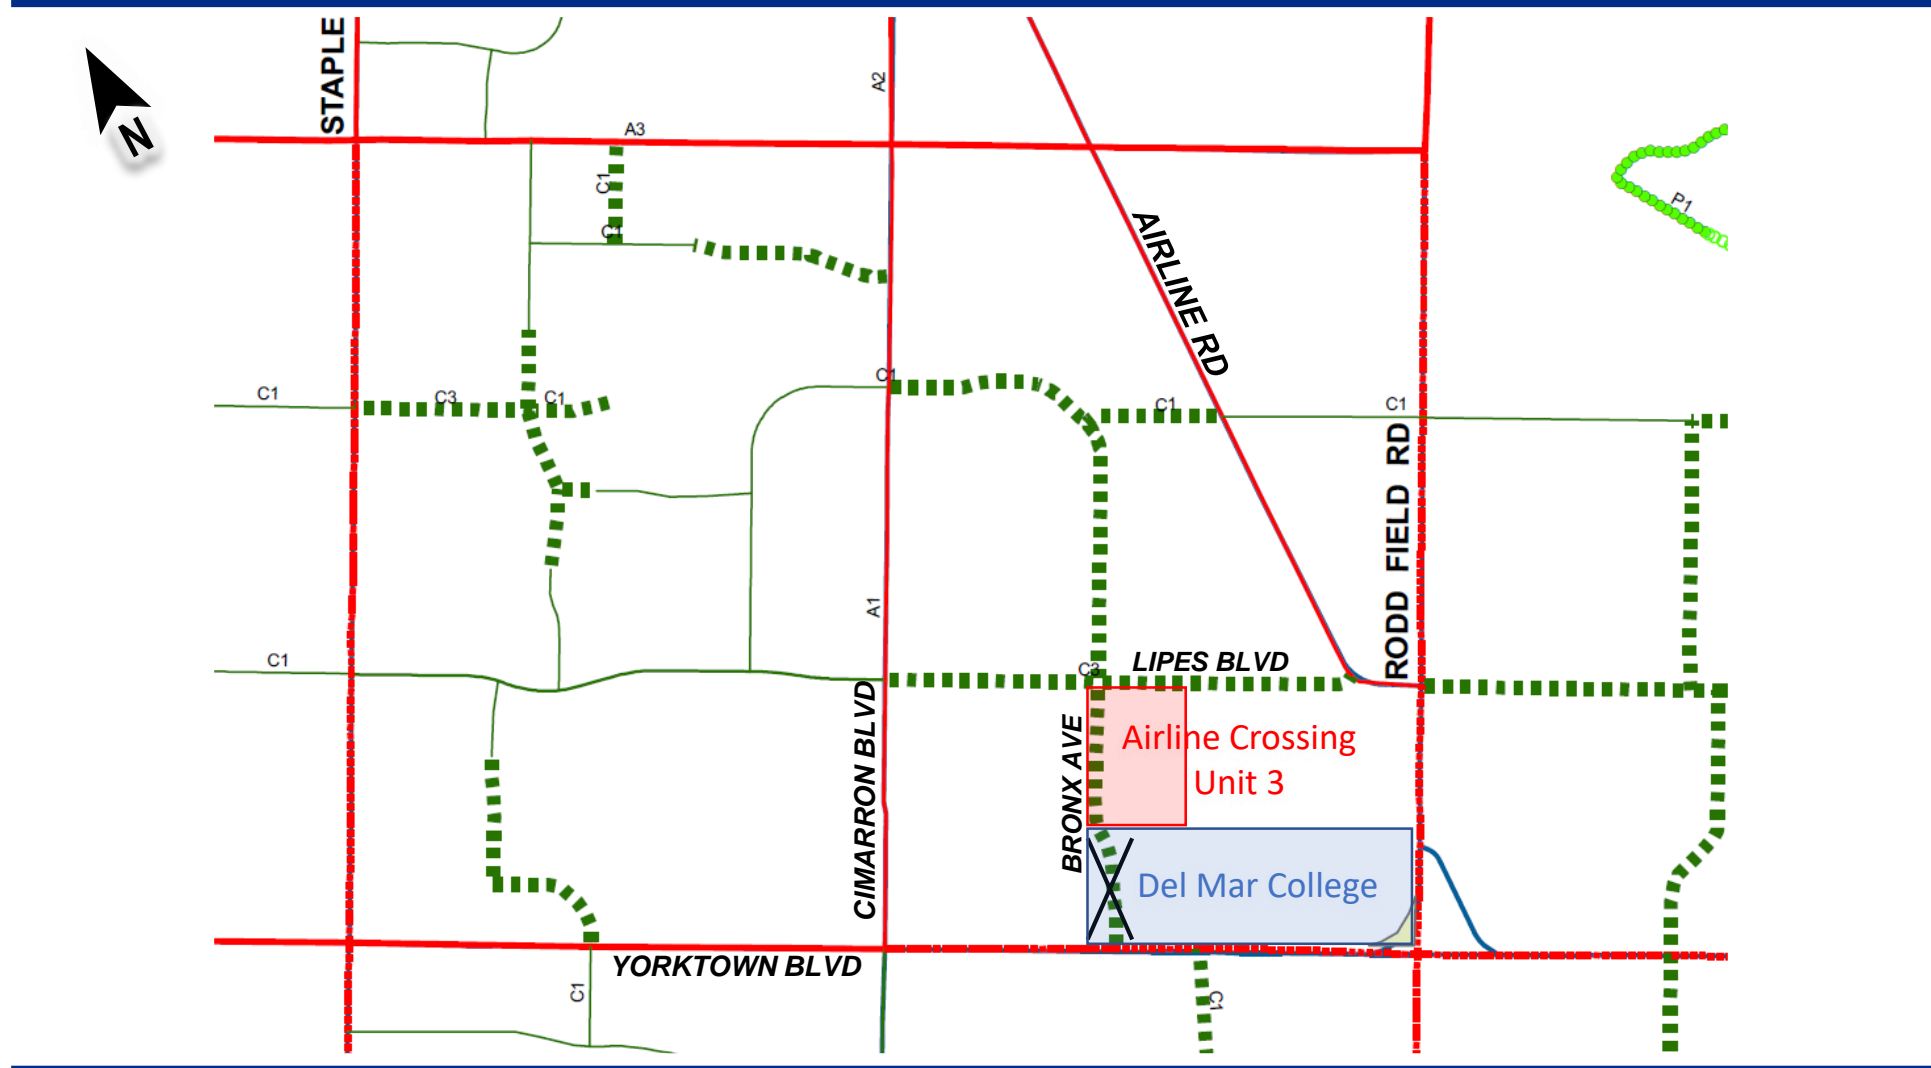 STAPLE
A2
N
A3
C1
C1
P1
AIRLINE RD
C1
C3
C1
C1
C1
C1
RODD FIELD RD
A1
C1
C3
LIPES BLVD
CIMARRON BLVD
BRONX AVE
Airline Crossing
Unit 3
Del Mar College
YORKTOWN BLVD
C1
C1